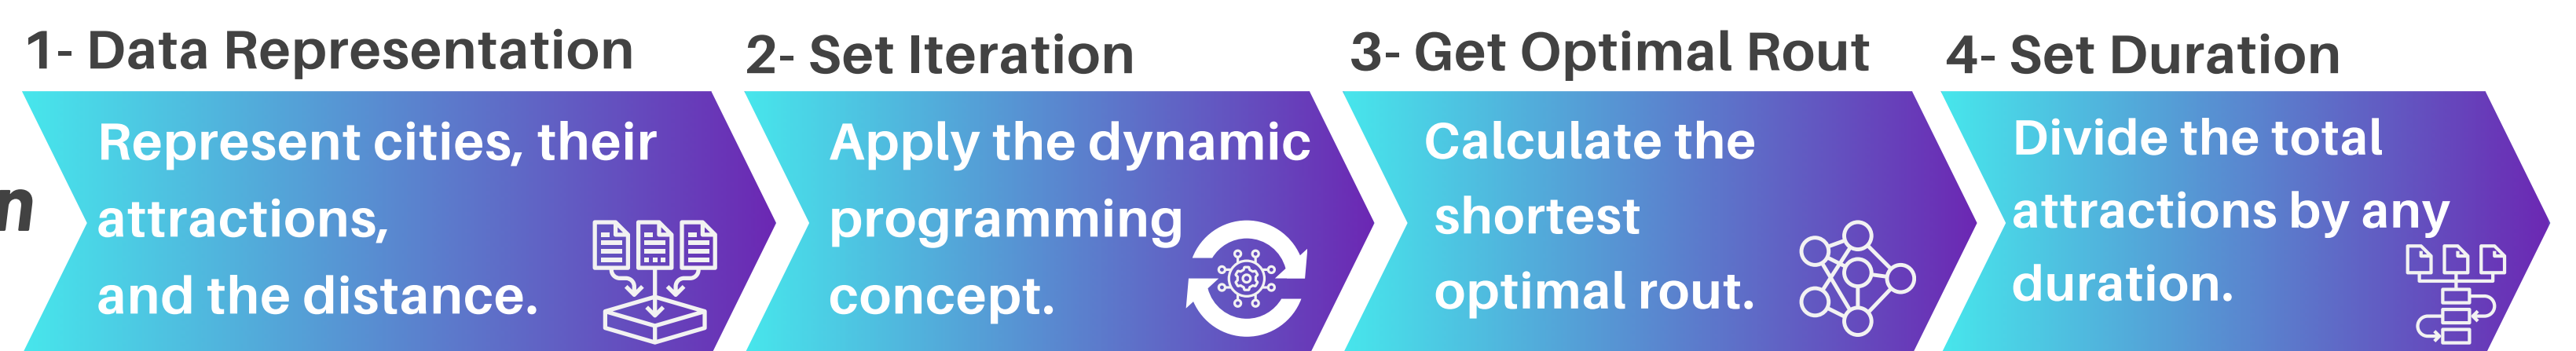 1- Data Representation
Represent cities, their
attractions,
and the distance.
2- Set Iteration
Apply the dynamic
programming
concept.
3- Get Optimal Rout
Calculate the
shortest
optimal rout.
4- Set Duration
Divide the total
attractions by any
duration.